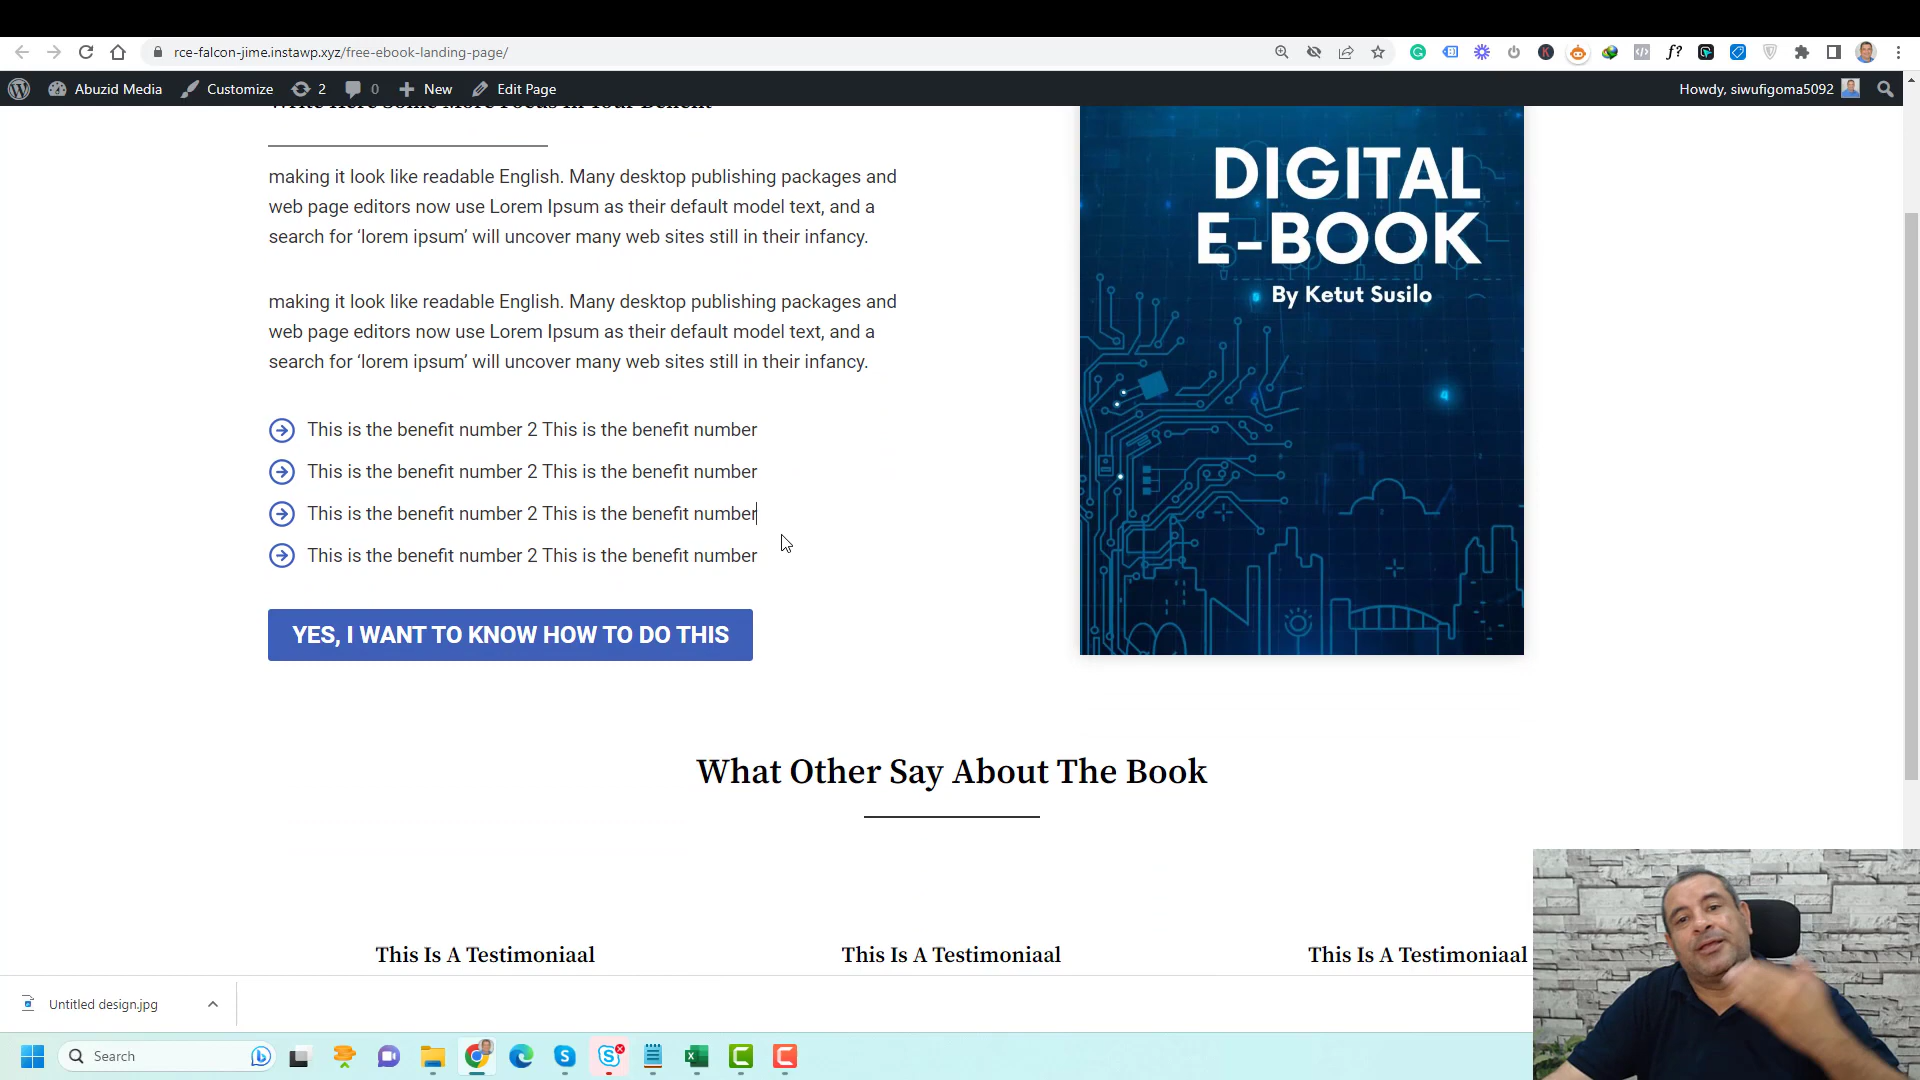 rce-falcon-jime.instawp.xyz/free-ebook-landing-page/
f?
Abuzid Media
Customize
2
0
New
Edit Page
Howdy, siwufigoma5092
Write Here Some More Focus In Your Benefit
making it look like readable English. Many desktop publishing packages and
web page editors now use Lorem Ipsum as their default model text, and a
search for ‘lorem ipsum’ will uncover many web sites still in their infancy.
making it look like readable English. Many desktop publishing packages and
web page editors now use Lorem Ipsum as their default model text, and a
search for ‘lorem ipsum’ will uncover many web sites still in their infancy.
This is the benefit number 2 This is the benefit number
This is the benefit number 2 This is the benefit number
This is the benefit number 2 This is the benefit number
This is the benefit number 2 This is the benefit number
YES, I WANT TO KNOW HOW TO DO THIS
DIGITAL
E-BOOK
By Ketut Susilo
What Other Say About The Book
This Is A Testimoniaal
This Is A Testimoniaal
This Is A Testimoniaal
Untitled design.jpg
Search